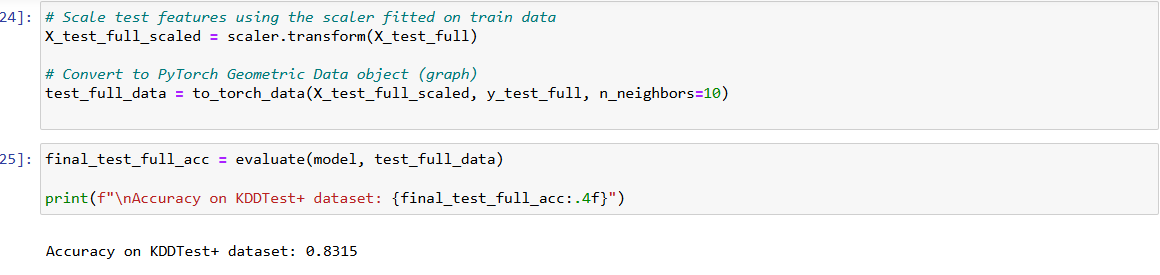 24]: # Scale test features using the scaler fitted on train data
X_test_full_scaled = scaler.transform(X_test_full)
# Convert to PyTorch Geometric Data object (graph)
test_full_data = to_torch_data(X_test_full_scaled, y_test_full, n_neighbors=10)
25]: final_test_full_acc = evaluate(model, test_full_data)
print(f"\nAccuracy on KDDTest+ dataset: {final_test_full_acc:.4f}")
Accuracy on KDDTest+ dataset: 0.8315